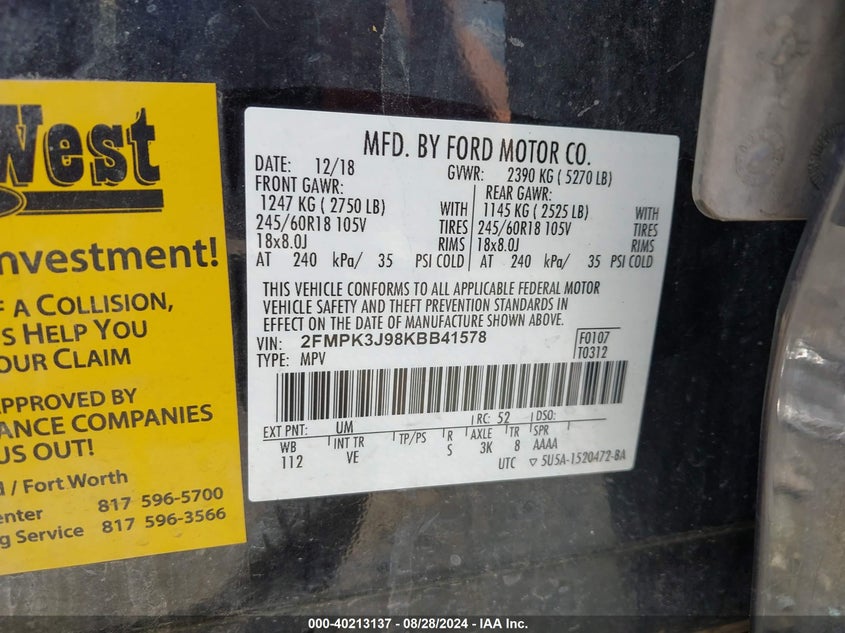 West
nvestment!
F A COLLISION,
S HELP YOU
OUR CLAIM
APPROVED BY
ANCE COMPANIES
US OUT!
/ Fort Worth
enter 817 596-5700
g Service 817 596-3566
MFD. BY FORD MOTOR CO.
DATE: 12/18 GVWR: 2390 KG ( 5270 LB)
FRONT GAWR: REAR GAWR:
1247 KG ( 2750 LB) WITH 1145 KG ( 2525 LB) WITH
245/60R18 105V TIRES 245/60R18 105V TIRES
18x8.0J RIMS 18x8.0J RIMS
AT 240 kPa/ 35 PSI COLD AT 240 kPa/ 35 PSI COLD
THIS VEHICLE CONFORMS TO ALL APPLICABLE FEDERAL MOTOR
VEHICLE SAFETY AND THEFT PREVENTION STANDARDS IN
EFFECT ON THE DATE OF MANUFACTURE SHOWN ABOVE.
VIN: 2FMPK3J98KBB41578 F0107
TYPE: MPV T0312
EXT PNT: UM RC: 52 DSO:
WB INT TR TP/PS R AXLE TR SPR
112 VE S 3K 8 AAAA
UTC ▽ 5U5A-1520472-BA
000-40213137 - 08/28/2024 - IAA Inc.